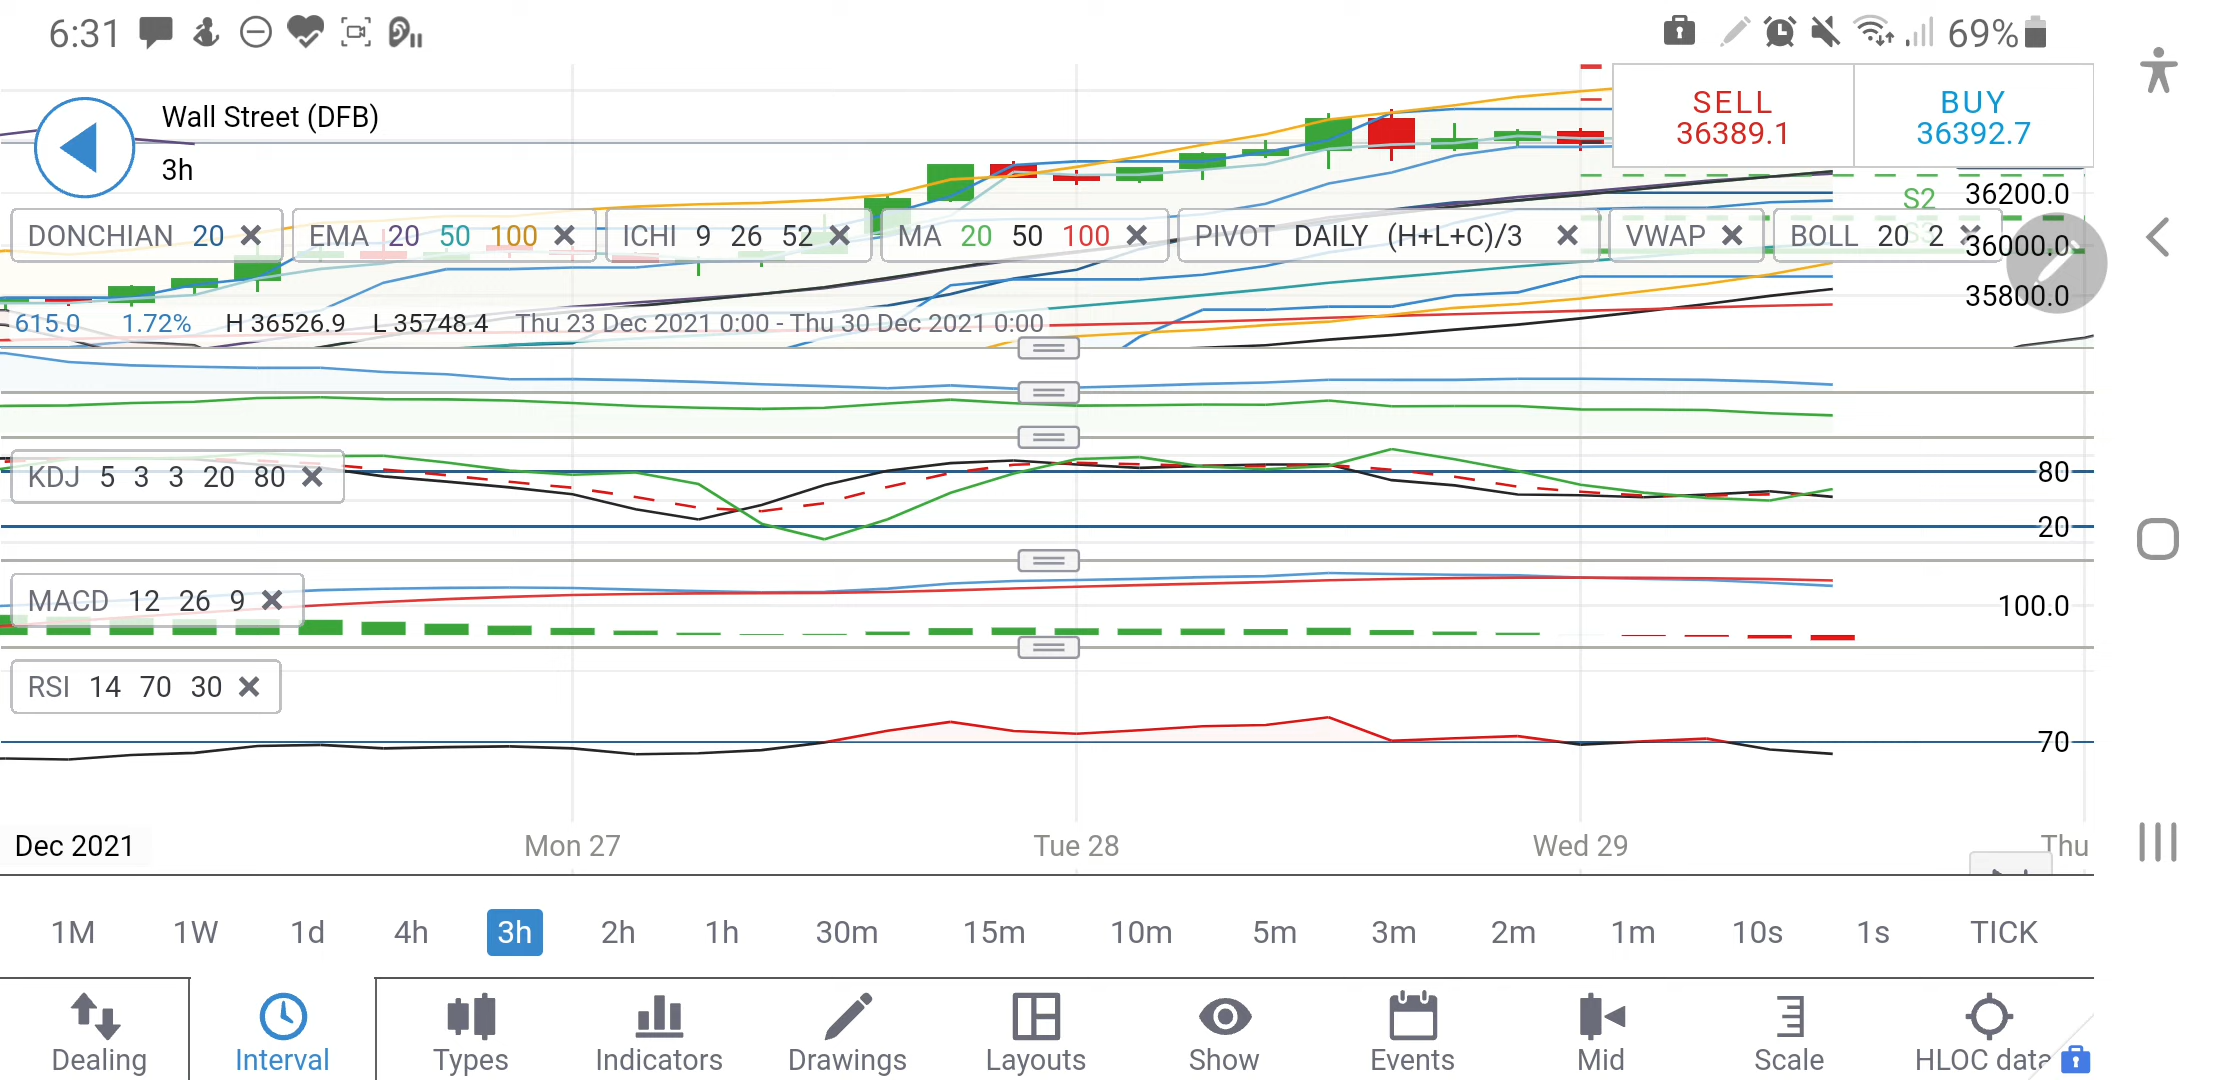 6:31
69%
Wall Street (DFB)
3h
SELL
36389.1
BUY
36392.7
S2
36200.0
DONCHIAN 20
EMA 20 50 100
ICHI 9 26 52
MA 20 50 100
PIVOT DAILY (H+L+C)/3
VWAP
BOLL 20 2
S3
36000.0
35800.0
615.0 1.72% H 36526.9 L 35748.4 Thu 23 Dec 2021 0:00 - Thu 30 Dec 2021 0:00
KDJ 5 3 3 20 80
80
20
MACD 12 26 9
100.0
RSI 14 70 30
70
Dec 2021 Mon 27 Tue 28 Wed 29 Thu
1M 1W 1d 4h 3h 2h 1h 30m 15m 10m 5m 3m 2m 1m 10s 1s TICK
Dealing Interval Types Indicators Drawings Layouts Show Events Mid Scale HLOC data